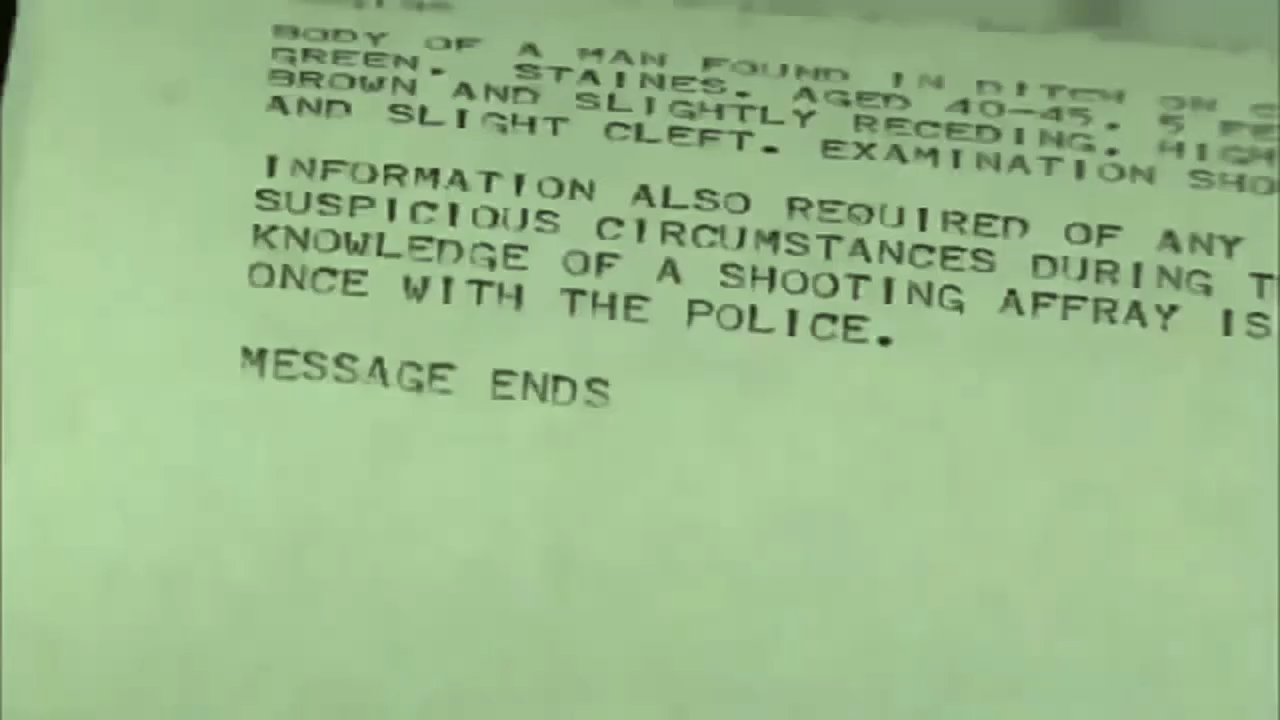 BODY OF A MAN FOUND IN DITCH ON
GREEN. STAINES. AGED 40-45. 5 FE
BROWN AND SLIGHTLY RECEDING. HIGH
AND SLIGHT CLEFT. EXAMINATION SHO
INFORMATION ALSO REQUIRED OF ANY
SUSPICIOUS CIRCUMSTANCES DURING T
KNOWLEDGE OF A SHOOTING AFFRAY IS
ONCE WITH THE POLICE.
MESSAGE ENDS